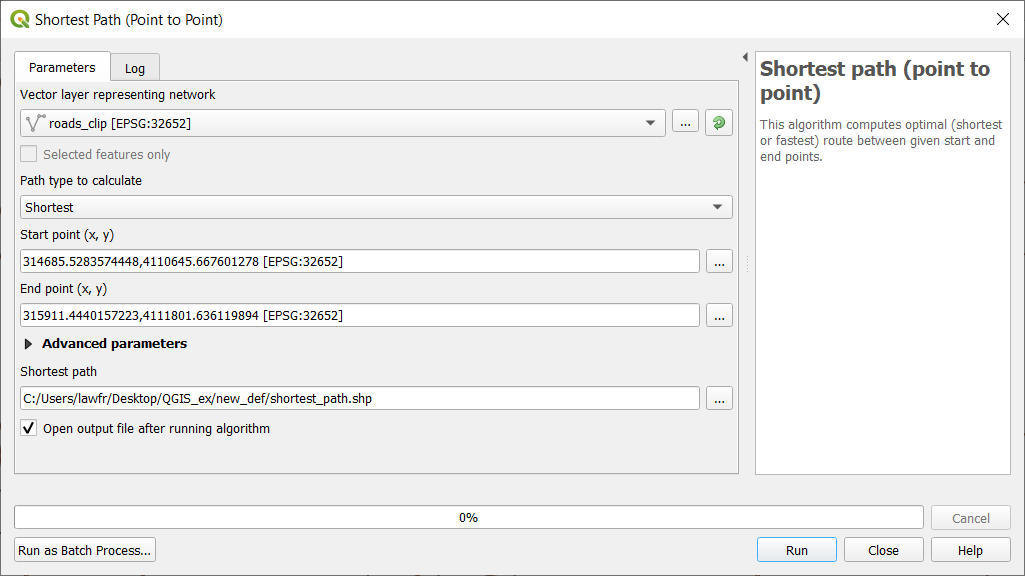 Shortest Path (Point to Point)
Parameters
Log
Vector layer representing network
roads_clip [EPSG:32652]
...
Selected features only
Path type to calculate
Shortest
Start point (x, y)
314685.5283574448,4110645.667601278 [EPSG:32652]
...
End point (x, y)
315911.4440157223,4111801.636119894 [EPSG:32652]
...
Advanced parameters
Shortest path
C:/Users/lawfr/Desktop/QGIS_ex/new_def/shortest_path.shp
...
Open output file after running algorithm
Shortest path (point to
point)
This algorithm computes optimal (shortest
or fastest) route between given start and
end points.
0%
Cancel
Run as Batch Process...
Run
Close
Help